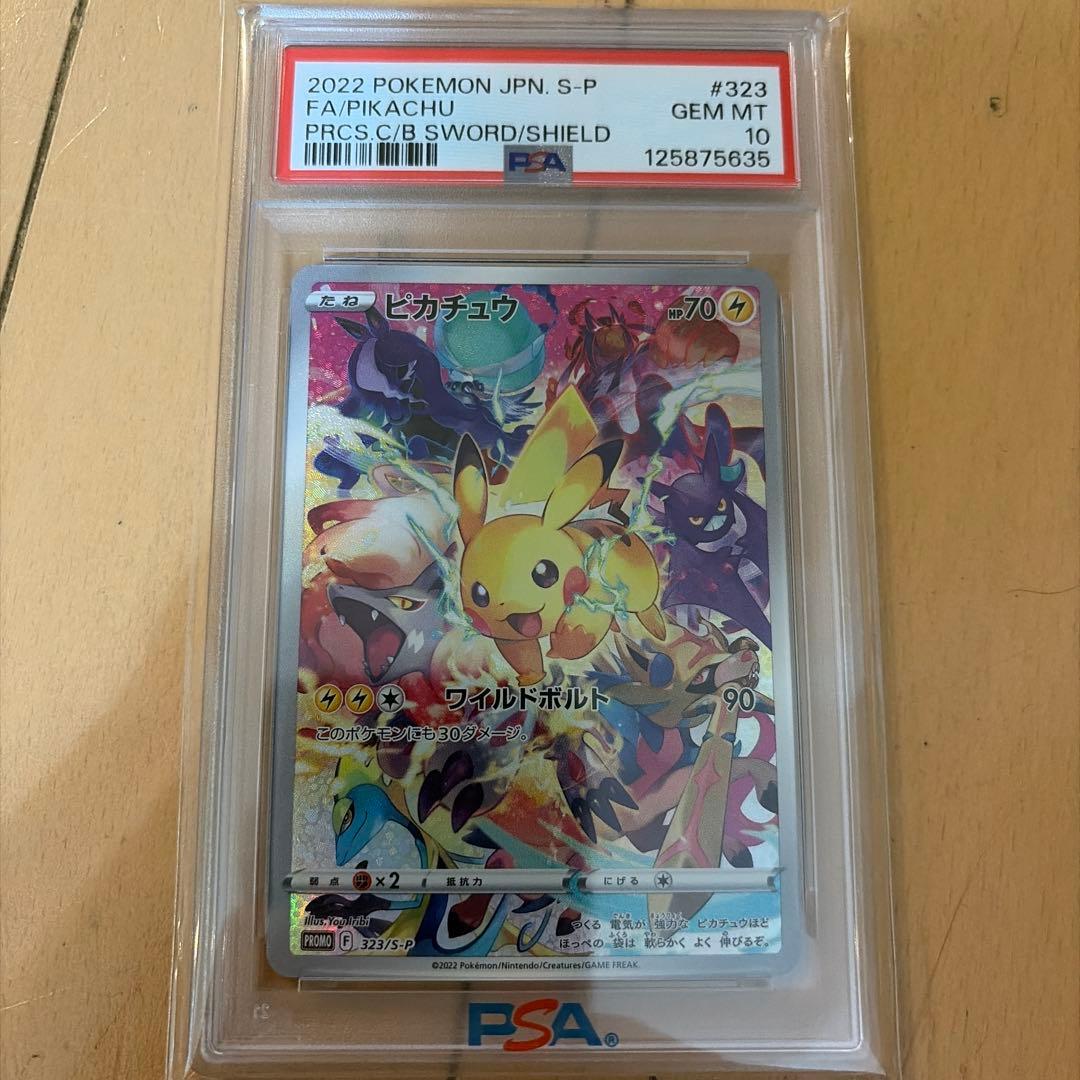 2022 POKEMON JPN. S-P #323
FA/PIKACHU GEM MT
PRCS.C/B SWORD/SHIELD 10
PSA 125875635
たね ピカチュウ HP70
ワイルドボルト 90
このポケモンにも30ダメージ。
弱点 ×2 抵抗力 にげる
illus. You Iribi
つくる 電気が 強力な ピカチュウほど
ほっぺの 袋は 軟らかく よく 伸びるぞ。
PROMO F 323/S-P
©2022 Pokémon/Nintendo/Creatures/GAME FREAK.
PSA®